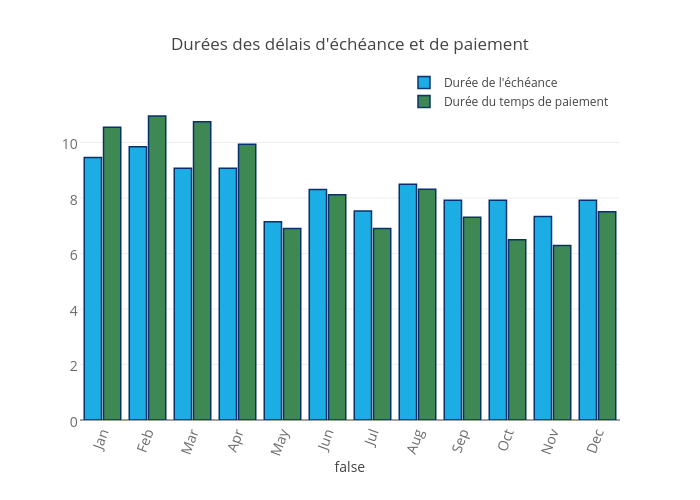 Durées des délais d'échéance et de paiement
Durée de l'échéance
Durée du temps de paiement
10
8
6
4
2
0
Jan Feb Mar Apr May Jun Jul Aug Sep Oct Nov Dec
false